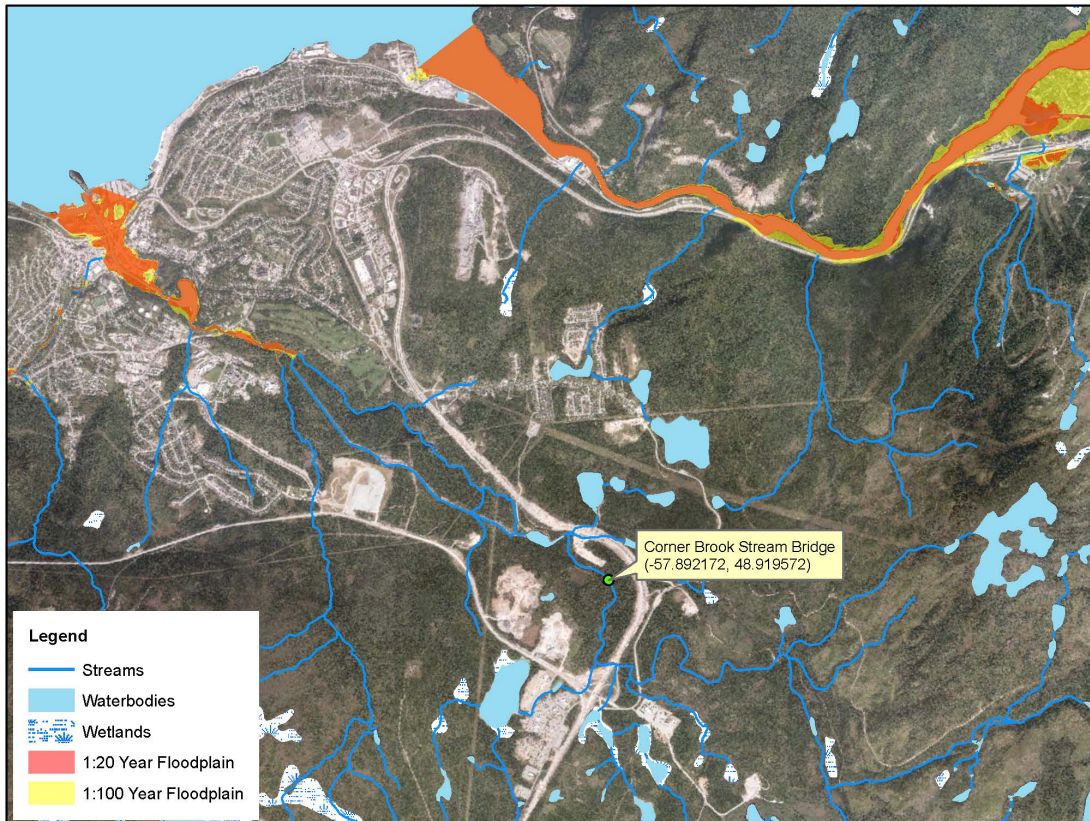 Corner Brook Stream Bridge
(-57.892172, 48.919572)
Legend
Streams
Waterbodies
Wetlands
1:20 Year Floodplain
1:100 Year Floodplain